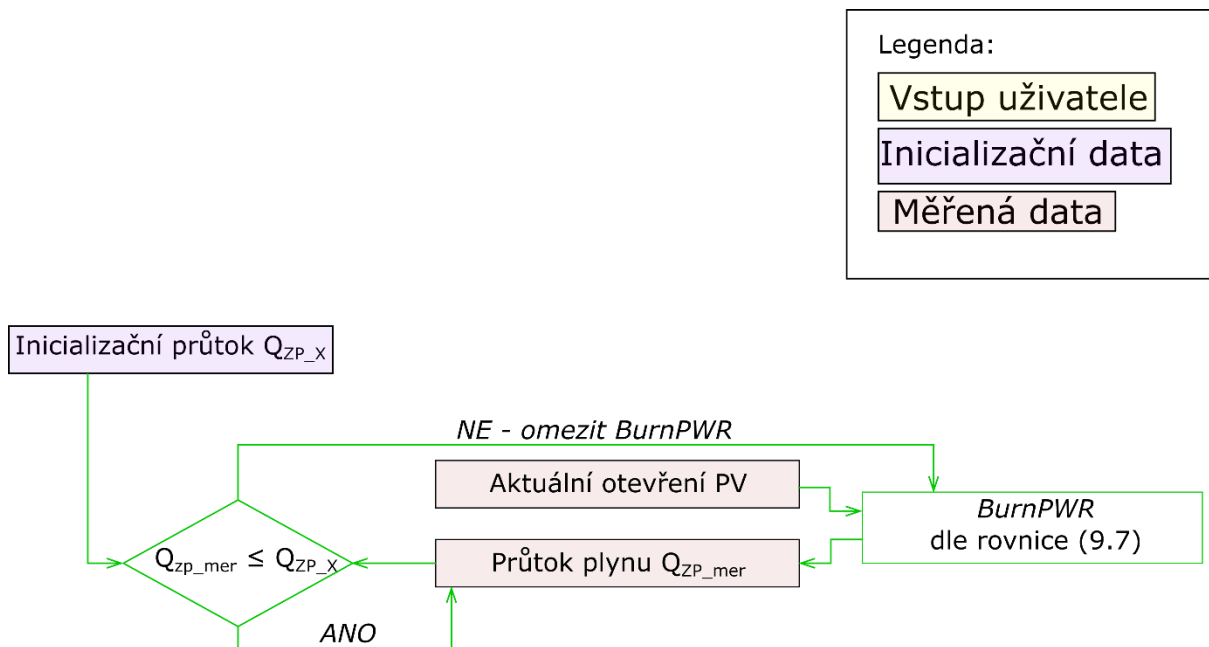 Legenda:
Vstup uživatele
Inicializační data
Měřená data
Inicializační průtok Q_ZP_X
NE - omezit BurnPWR
Aktuální otevření PV
BurnPWR
dle rovnice (9.7)
Q_zp_mer ≤ Q_ZP_X
Průtok plynu Q_ZP_mer
ANO